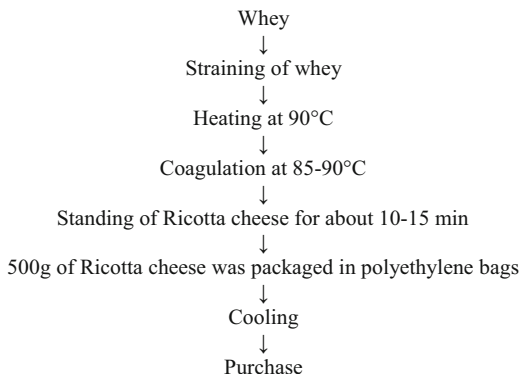 Whey
↓
Straining of whey
↓
Heating at 90°C
↓
Coagulation at 85-90°C
↓
Standing of Ricotta cheese for about 10-15 min
↓
500g of Ricotta cheese was packaged in polyethylene bags
↓
Cooling
↓
Purchase